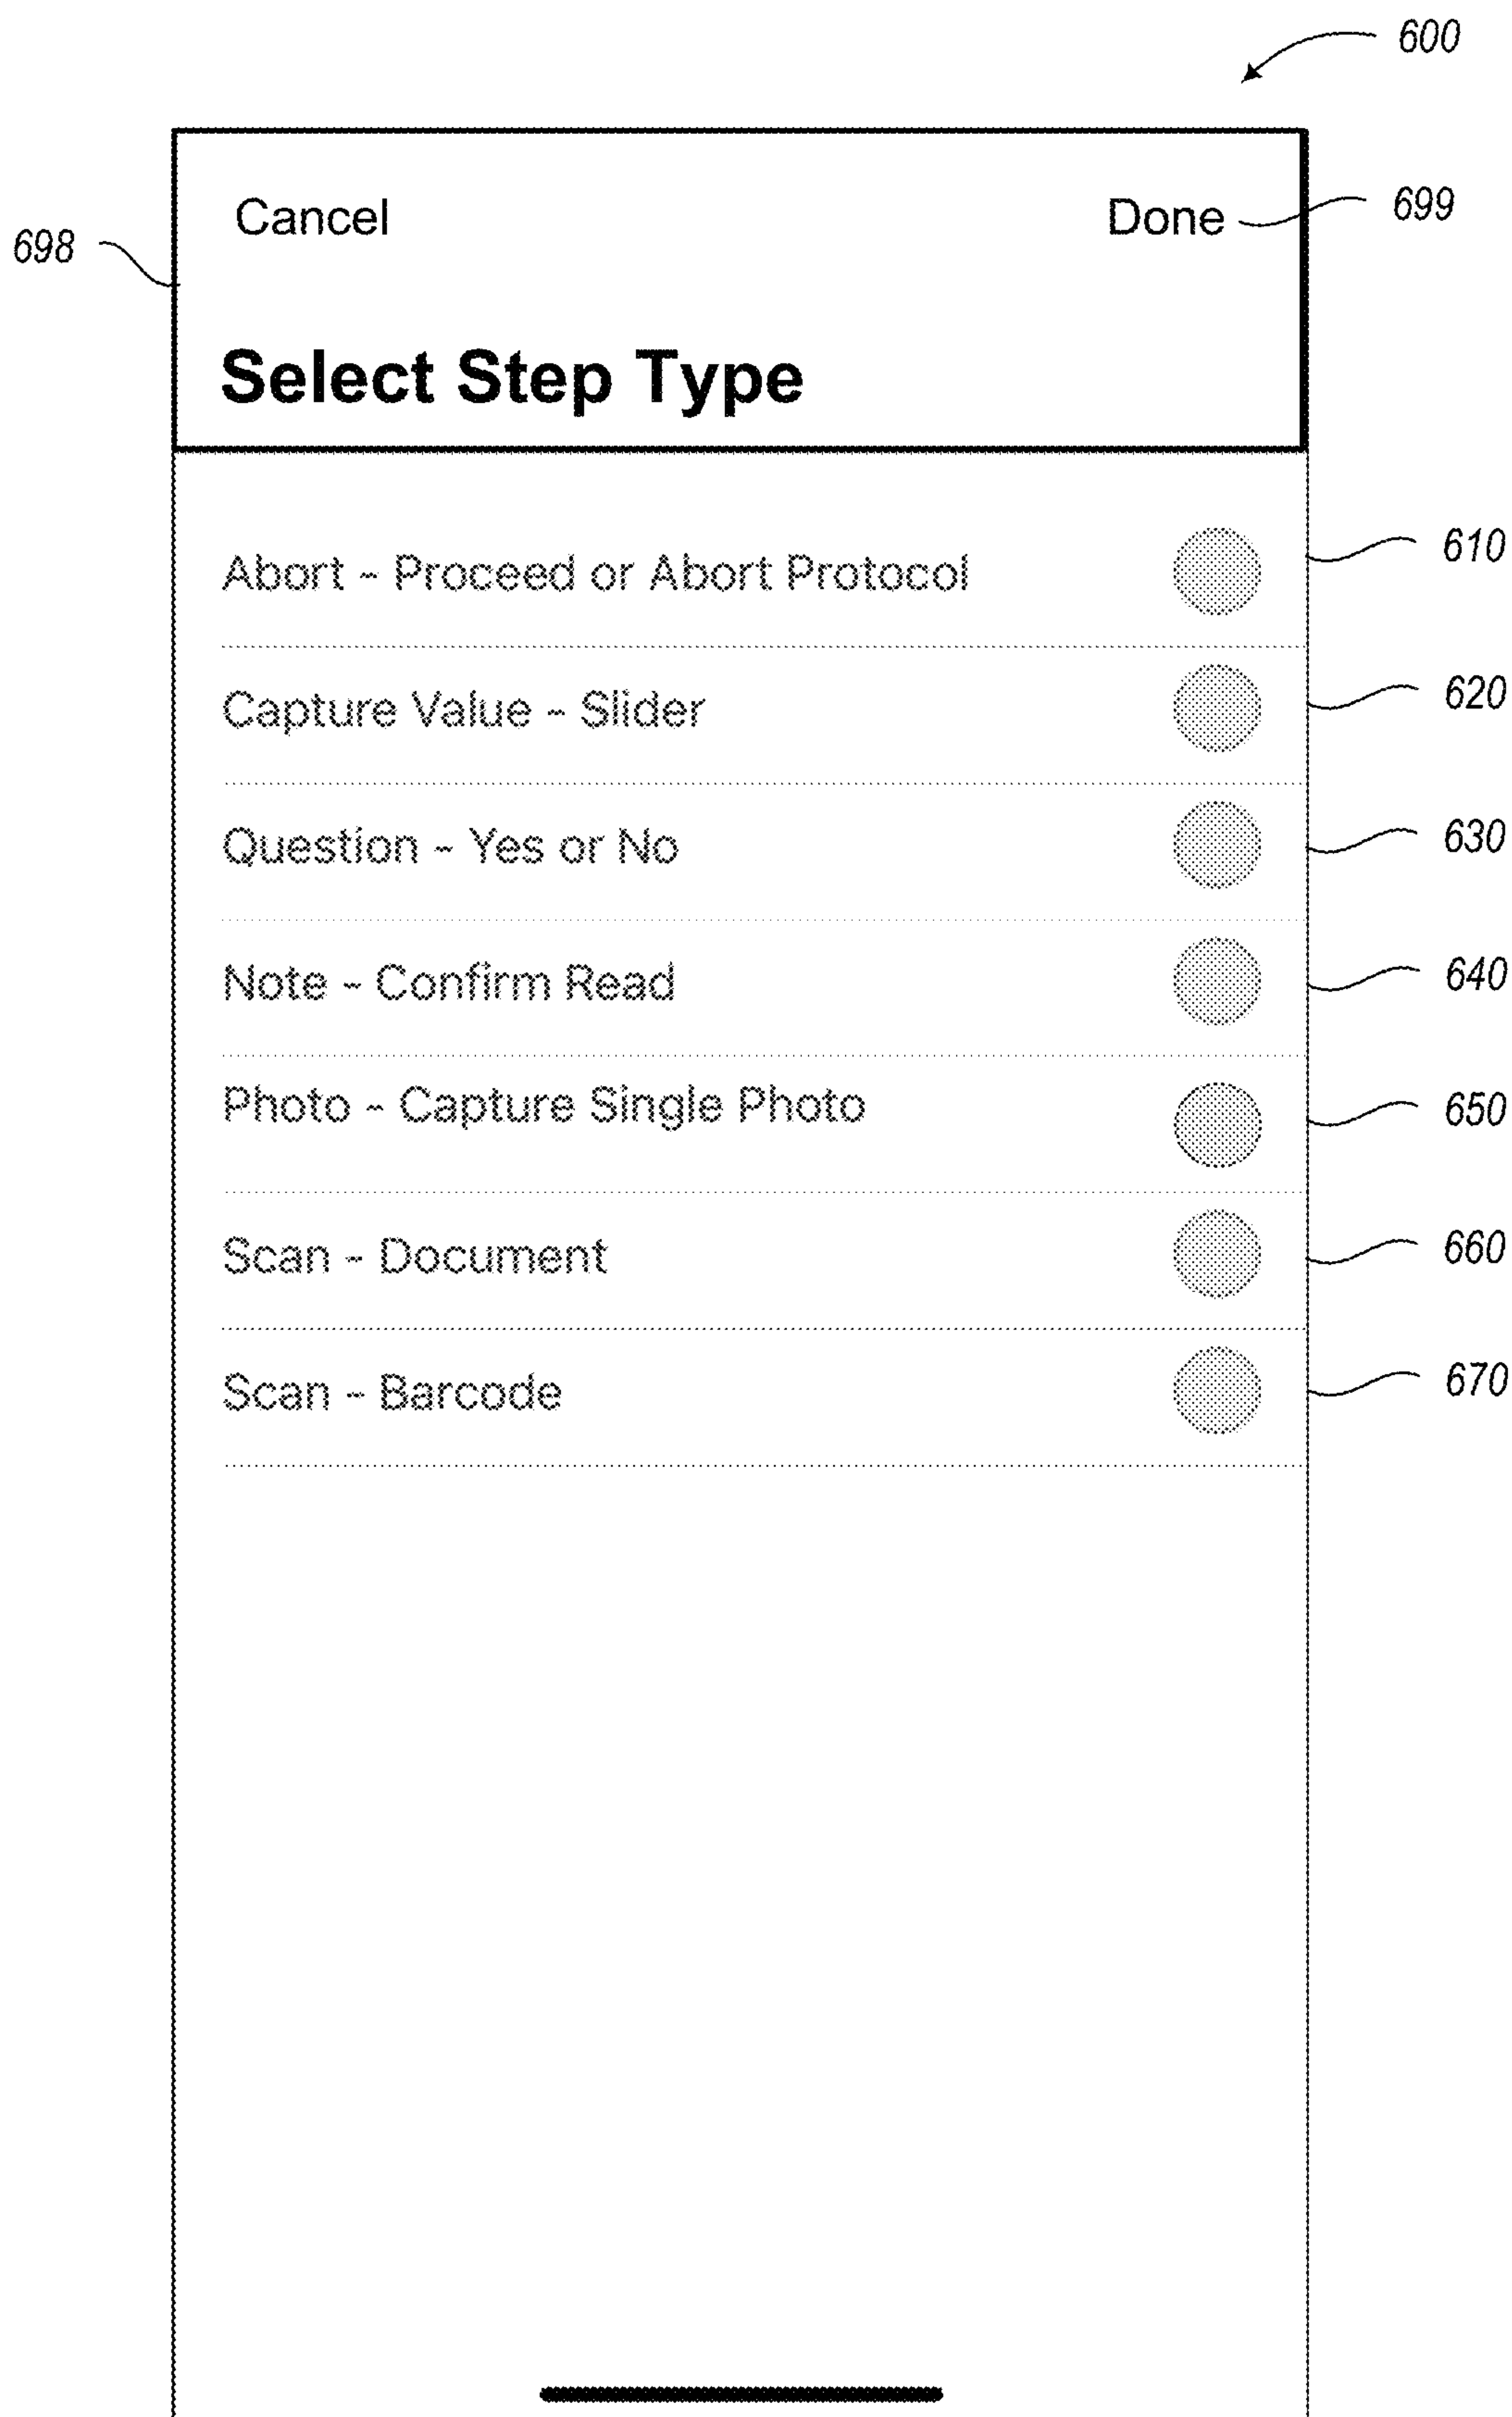 600
Cancel Done 699
698
Select Step Type
Abort - Proceed or Abort Protocol 610
Capture Value - Slider 620
Question - Yes or No 630
Note - Confirm Read 640
Photo - Capture Single Photo 650
Scan - Document 660
Scan - Barcode 670